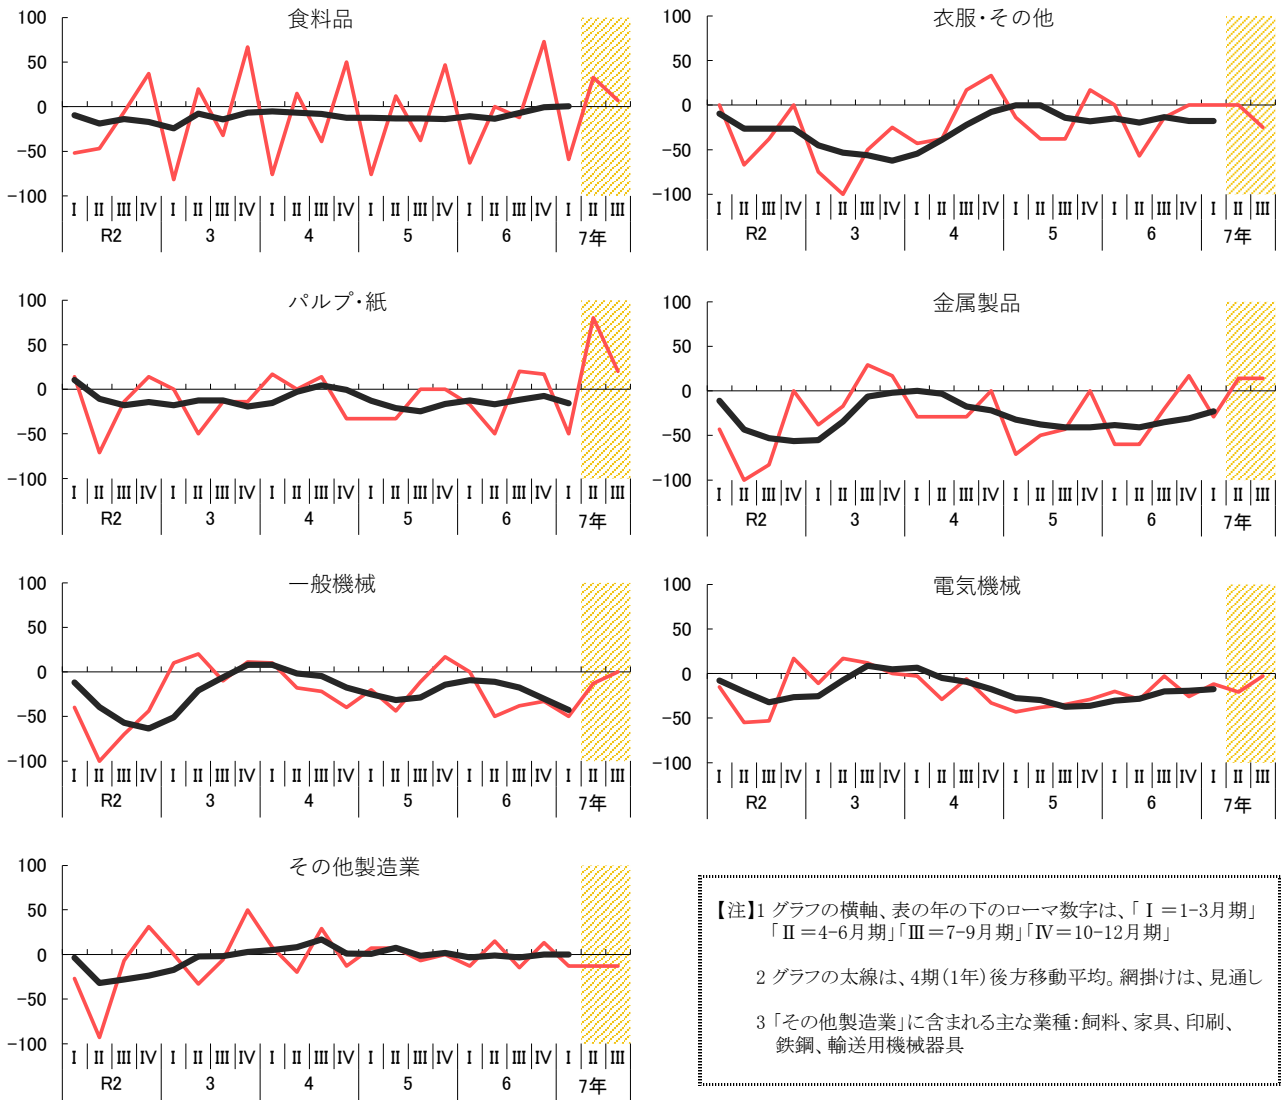 食料品
100
50
0
-50
-100
Ⅰ Ⅱ Ⅲ Ⅳ Ⅰ Ⅱ Ⅲ Ⅳ Ⅰ Ⅱ Ⅲ Ⅳ Ⅰ Ⅱ Ⅲ Ⅳ Ⅰ Ⅱ Ⅲ Ⅳ Ⅰ Ⅱ Ⅲ
R2 3 4 5 6 7年
衣服・その他
100
50
0
-50
-100
Ⅰ Ⅱ Ⅲ Ⅳ Ⅰ Ⅱ Ⅲ Ⅳ Ⅰ Ⅱ Ⅲ Ⅳ Ⅰ Ⅱ Ⅲ Ⅳ Ⅰ Ⅱ Ⅲ Ⅳ Ⅰ Ⅱ Ⅲ
R2 3 4 5 6 7年
パルプ・紙
100
50
0
-50
-100
Ⅰ Ⅱ Ⅲ Ⅳ Ⅰ Ⅱ Ⅲ Ⅳ Ⅰ Ⅱ Ⅲ Ⅳ Ⅰ Ⅱ Ⅲ Ⅳ Ⅰ Ⅱ Ⅲ Ⅳ Ⅰ Ⅱ Ⅲ
R2 3 4 5 6 7年
金属製品
100
50
0
-50
-100
Ⅰ Ⅱ Ⅲ Ⅳ Ⅰ Ⅱ Ⅲ Ⅳ Ⅰ Ⅱ Ⅲ Ⅳ Ⅰ Ⅱ Ⅲ Ⅳ Ⅰ Ⅱ Ⅲ Ⅳ Ⅰ Ⅱ Ⅲ
R2 3 4 5 6 7年
一般機械
100
50
0
-50
-100
Ⅰ Ⅱ Ⅲ Ⅳ Ⅰ Ⅱ Ⅲ Ⅳ Ⅰ Ⅱ Ⅲ Ⅳ Ⅰ Ⅱ Ⅲ Ⅳ Ⅰ Ⅱ Ⅲ Ⅳ Ⅰ Ⅱ Ⅲ
R2 3 4 5 6 7年
電気機械
100
50
0
-50
-100
Ⅰ Ⅱ Ⅲ Ⅳ Ⅰ Ⅱ Ⅲ Ⅳ Ⅰ Ⅱ Ⅲ Ⅳ Ⅰ Ⅱ Ⅲ Ⅳ Ⅰ Ⅱ Ⅲ Ⅳ Ⅰ Ⅱ Ⅲ
R2 3 4 5 6 7年
その他製造業
100
50
0
-50
-100
Ⅰ Ⅱ Ⅲ Ⅳ Ⅰ Ⅱ Ⅲ Ⅳ Ⅰ Ⅱ Ⅲ Ⅳ Ⅰ Ⅱ Ⅲ Ⅳ Ⅰ Ⅱ Ⅲ Ⅳ Ⅰ Ⅱ Ⅲ
R2 3 4 5 6 7年
【注】1 グラフの横軸、表の年の下のローマ数字は、「Ⅰ=1-3月期」
「Ⅱ=4-6月期」「Ⅲ=7-9月期」「Ⅳ=10-12月期」
2 グラフの太線は、4期(1年)後方移動平均。網掛けは、見通し
3 「その他製造業」に含まれる主な業種：飼料、家具、印刷、
鉄鋼、輸送用機械器具